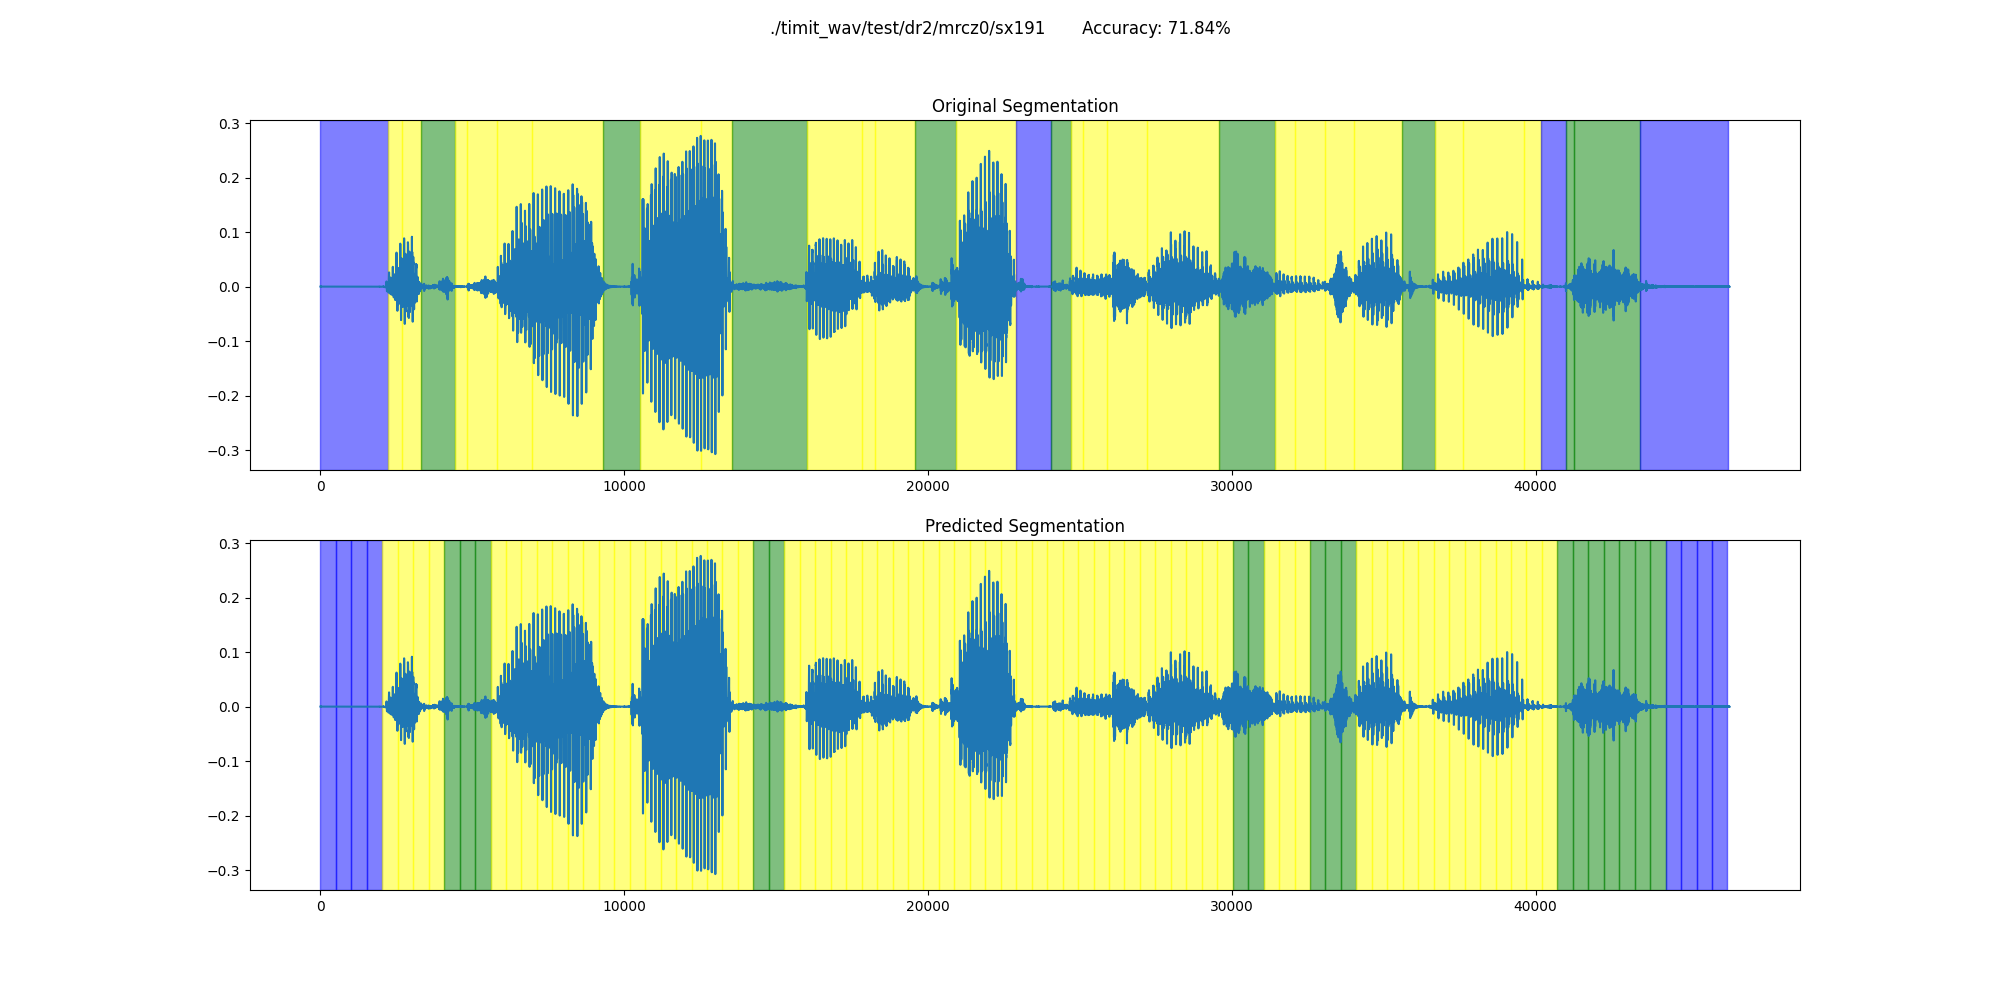 ./timit_wav/test/dr2/mrcz0/sx191 Accuracy: 71.84%
Original Segmentation
0.3
0.2
0.1
0.0
−0.1
−0.2
−0.3
0 10000 20000 30000 40000
Predicted Segmentation
0.3
0.2
0.1
0.0
−0.1
−0.2
−0.3
0 10000 20000 30000 40000